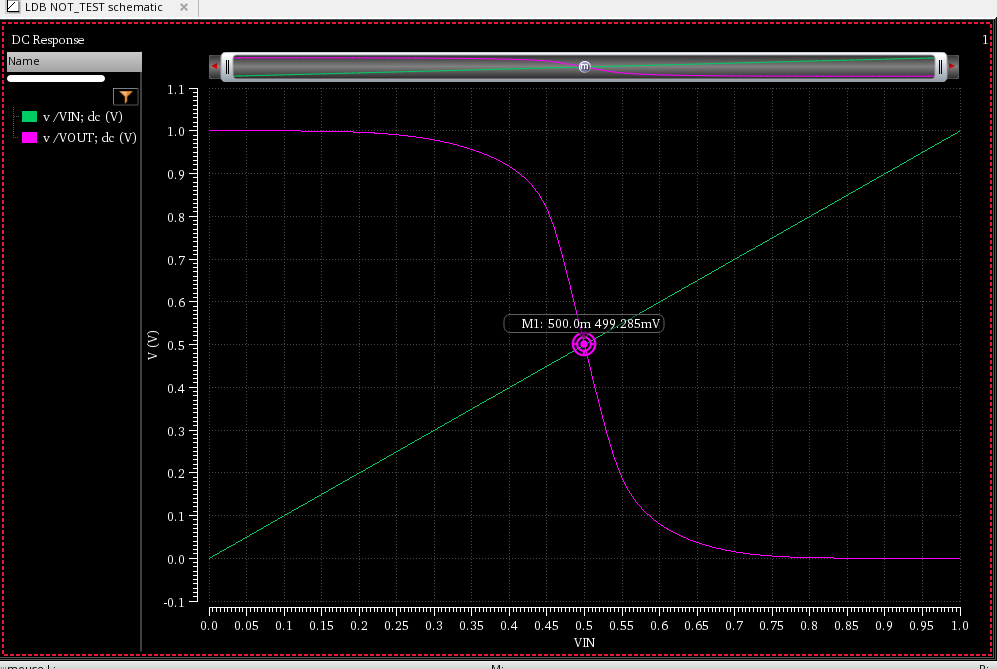 LDB NOT_TEST schematic
DC Response
1
Name
m
v /VIN; dc (V)
v /VOUT; dc (V)
1.1
1.0
0.9
0.8
0.7
0.6
0.5
0.4
0.3
0.2
0.1
0.0
-0.1
V (V)
M1: 500.0m 499.285mV
0.0 0.05 0.1 0.15 0.2 0.25 0.3 0.35 0.4 0.45 0.5 0.55 0.6 0.65 0.7 0.75 0.8 0.85 0.9 0.95 1.0
VIN
mouse L:
M:
R: